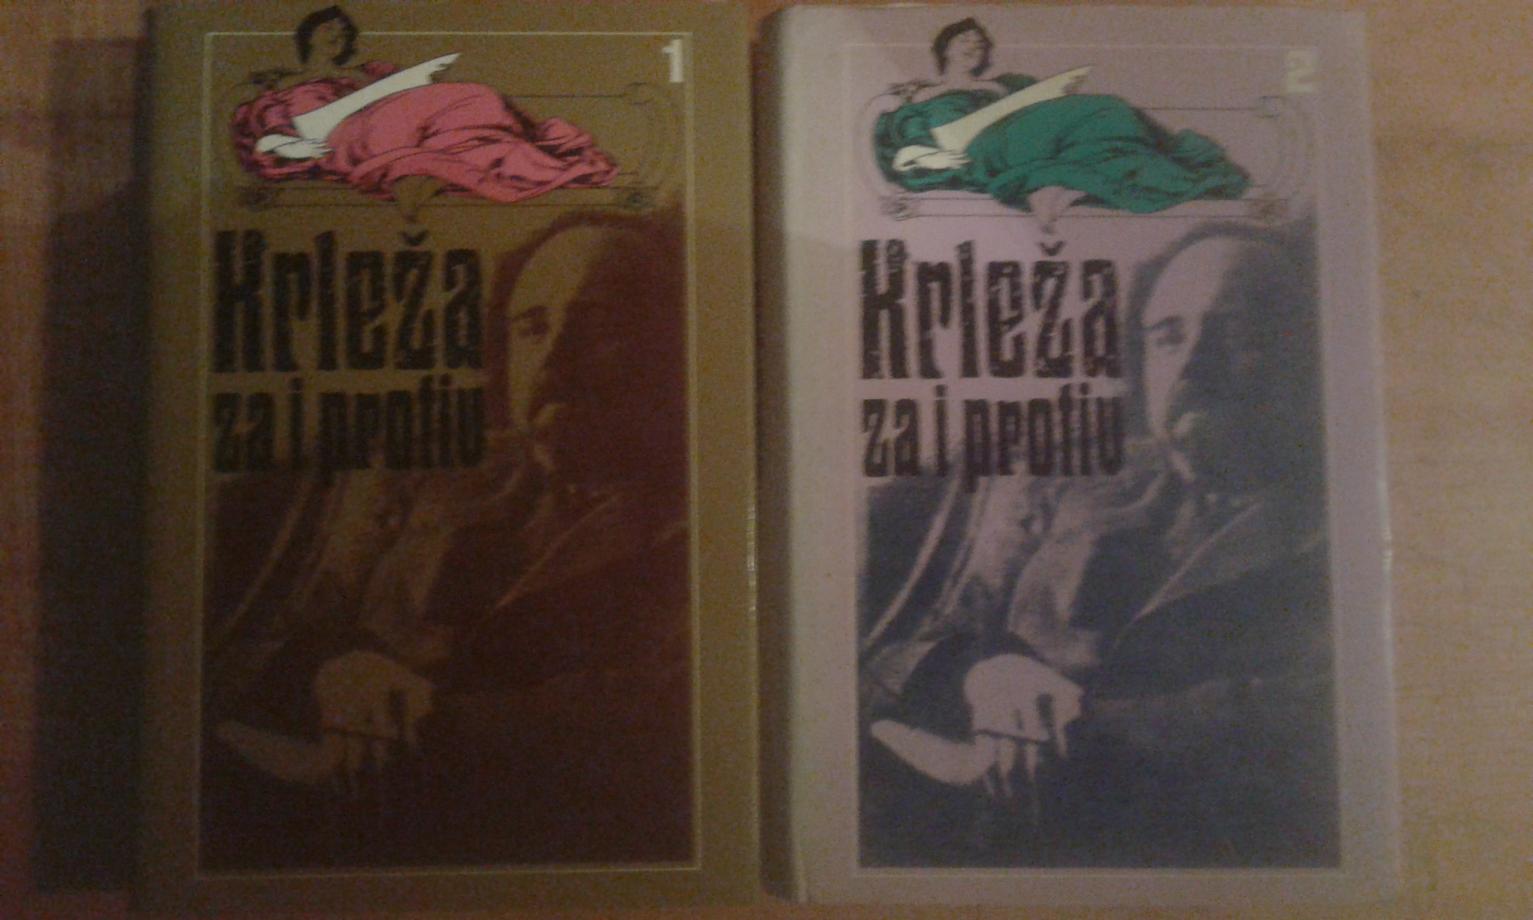 1
Krleža
za i protiv
2
Krleža
za i protiv